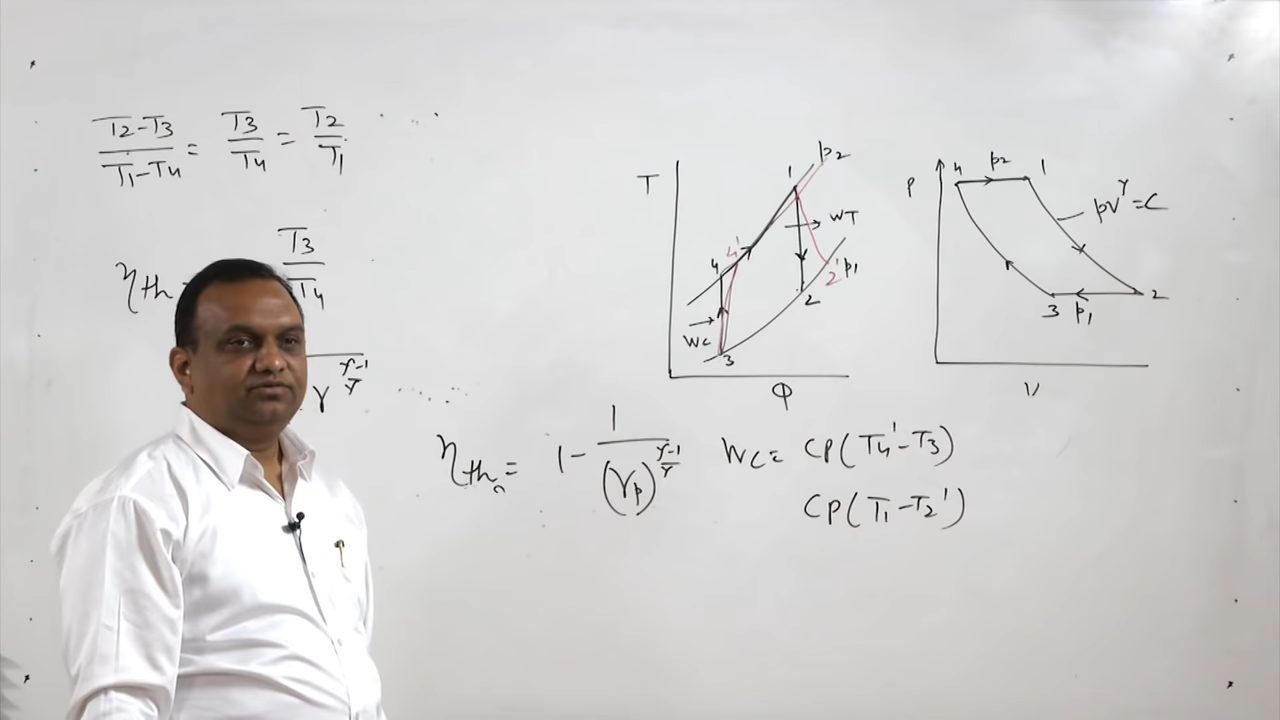 T2-T3 / T1-T4 = T3 / T4 = T2 / T1
ηth
T3 / T4
γ γ-1/γ
ηth = 1 - 1 / (γp)^γ-1/γ
T
1
p2
4
4'
WT
2'
p1
2
WC
3
Φ
P
4
p2
1
pv^γ=C
3
p1
2
V
WC = CP(T4'-T3)
CP(T1-T2')